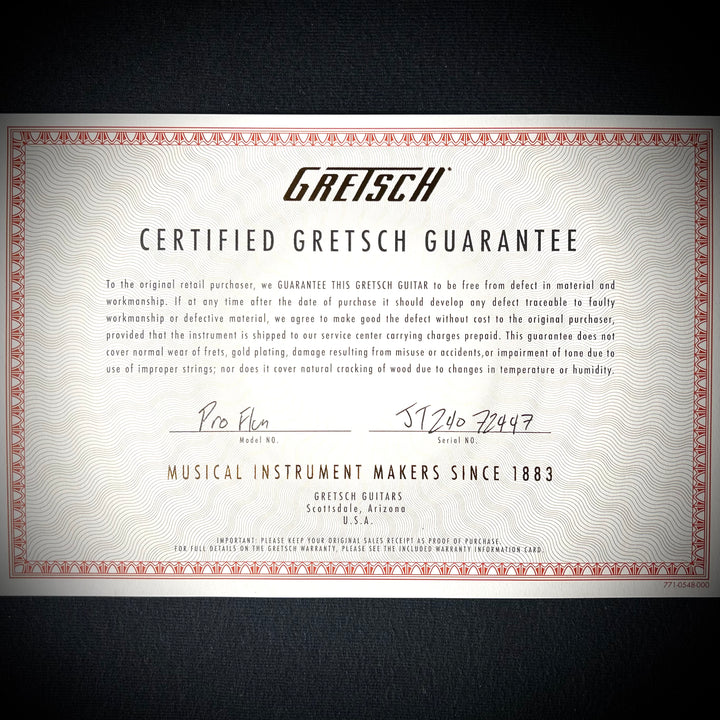 GRETSCH®
CERTIFIED GRETSCH GUARANTEE
To the original retail purchaser, we GUARANTEE THIS GRETSCH GUITAR to be free from defect in material and
workmanship. If at any time after the date of purchase it should develop any defect traceable to faulty
workmanship or defective material, we agree to make good the defect without cost to the original purchaser,
provided that the instrument is shipped to our service center carrying charges prepaid. This guarantee does not
cover normal wear of frets, gold plating, damage resulting from misuse or accidents,or impairment of tone due to
use of improper strings; nor does it cover natural cracking of wood due to changes in temperature or humidity.
Pro JT24072447
Model NO. Serial NO.
MUSICAL INSTRUMENT MAKERS SINCE 1883
GRETSCH GUITARS
Scottsdale, Arizona
U.S.A.
IMPORTANT: PLEASE KEEP YOUR ORIGINAL SALES RECEIPT AS PROOF OF PURCHASE.
FOR FULL DETAILS ON THE GRETSCH WARRANTY, PLEASE SEE THE INCLUDED WARRANTY INFORMATION CARD.
771-0548-000